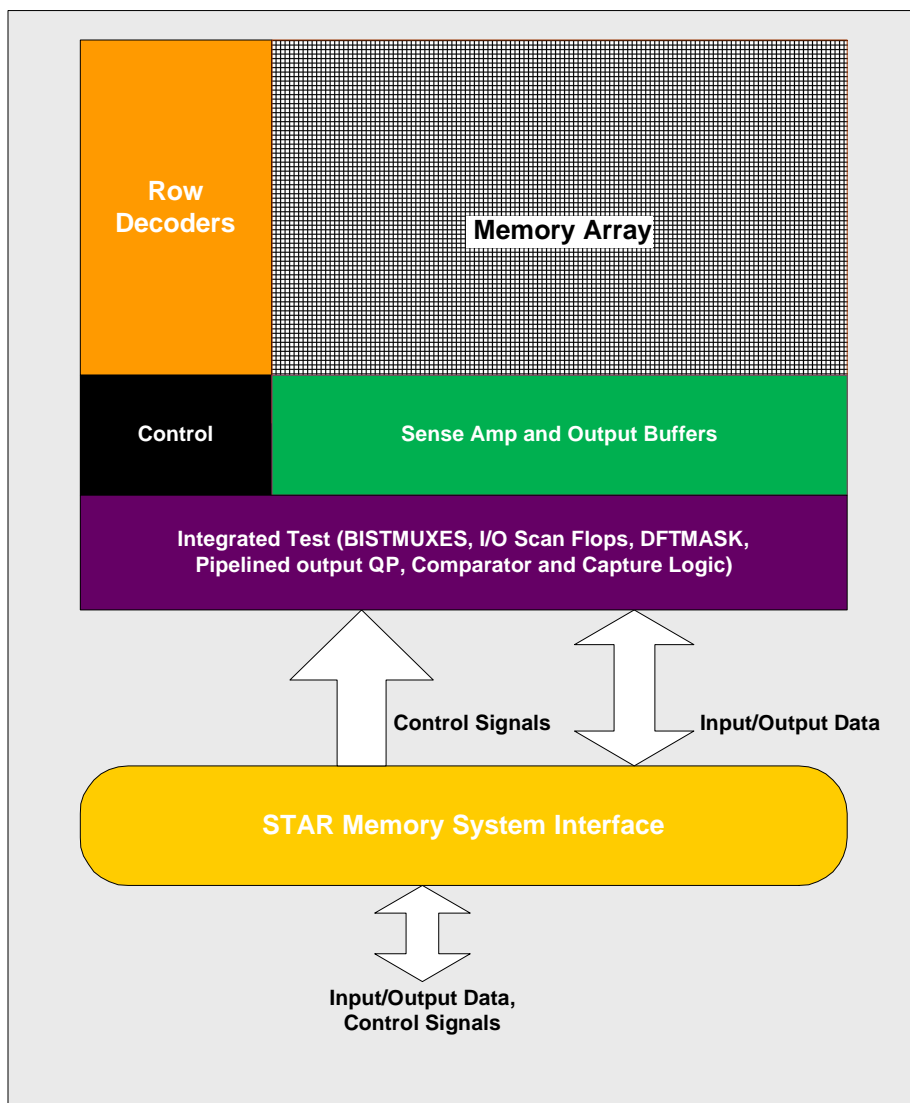 Row
Decoders
Memory Array
Control
Sense Amp and Output Buffers
Integrated Test (BISTMUXES, I/O Scan Flops, DFTMASK,
Pipelined output QP, Comparator and Capture Logic)
Control Signals
Input/Output Data
STAR Memory System Interface
Input/Output Data,
Control Signals